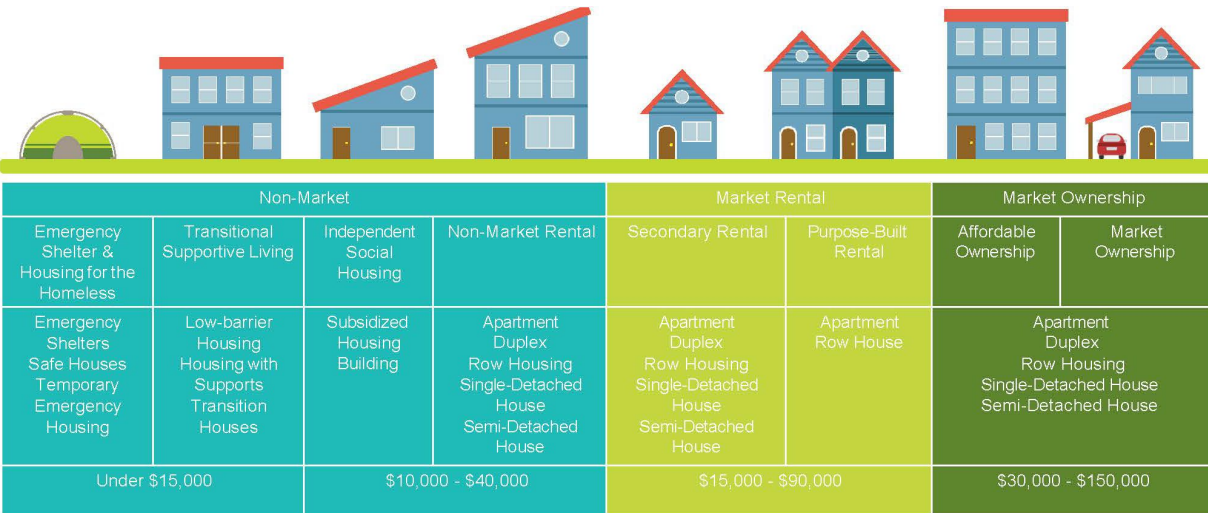 Non-Market
Market Rental
Market Ownership
Emergency
Shelter &
Housing for the
Homeless
Transitional
Supportive Living
Independent
Social
Housing
Non-Market Rental
Secondary Rental
Purpose-Built
Rental
Affordable
Ownership
Market
Ownership
Emergency
Shelters
Safe Houses
Temporary
Emergency
Housing
Low-barrier
Housing
Housing with
Supports
Transition
Houses
Subsidized
Housing
Building
Apartment
Duplex
Row Housing
Single-Detached
House
Semi-Detached
House
Apartment
Duplex
Row Housing
Single-Detached
House
Semi-Detached
House
Apartment
Row House
Apartment
Duplex
Row Housing
Single-Detached House
Semi-Detached House
Under $15,000
$10,000 - $40,000
$15,000 - $90,000
$30,000 - $150,000